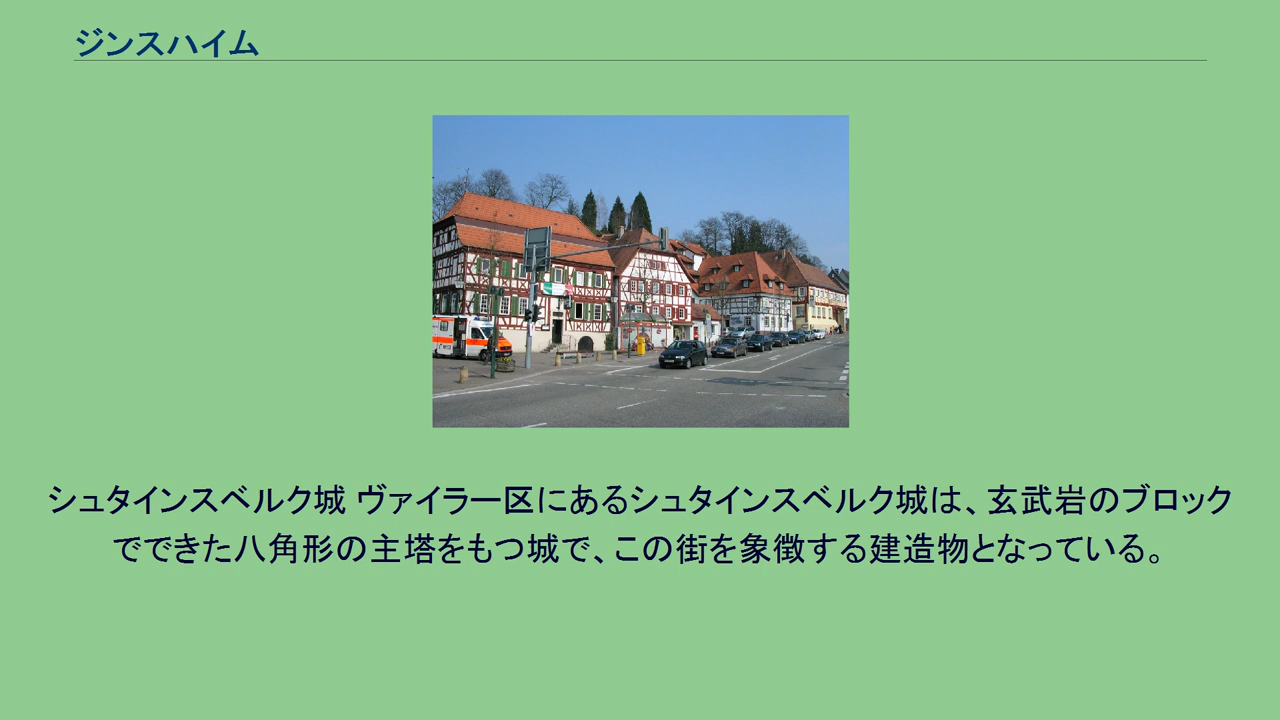 ジンスハイム
シュタインスベルク城 ヴァイラー区にあるシュタインスベルク城は、玄武岩のブロック
でできた八角形の主塔をもつ城で、この街を象徴する建造物となっている。